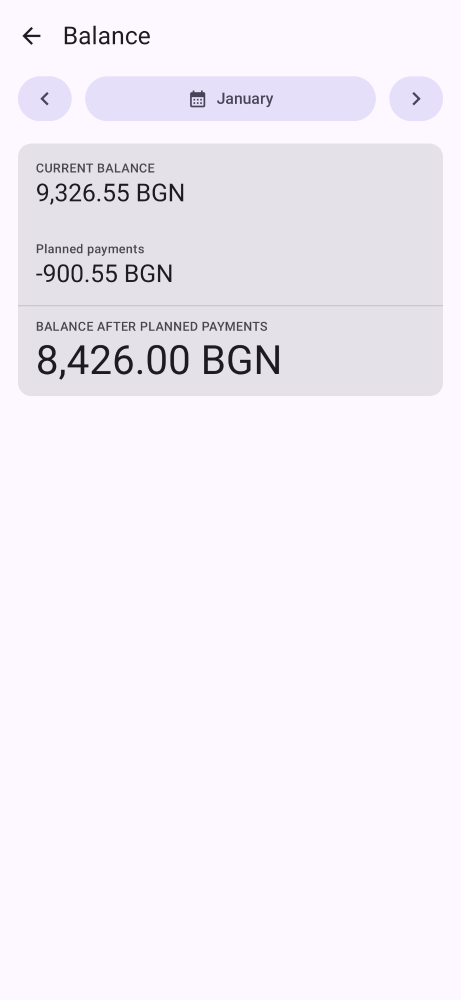 Balance
January
CURRENT BALANCE
9,326.55 BGN
Planned payments
-900.55 BGN
BALANCE AFTER PLANNED PAYMENTS
8,426.00 BGN